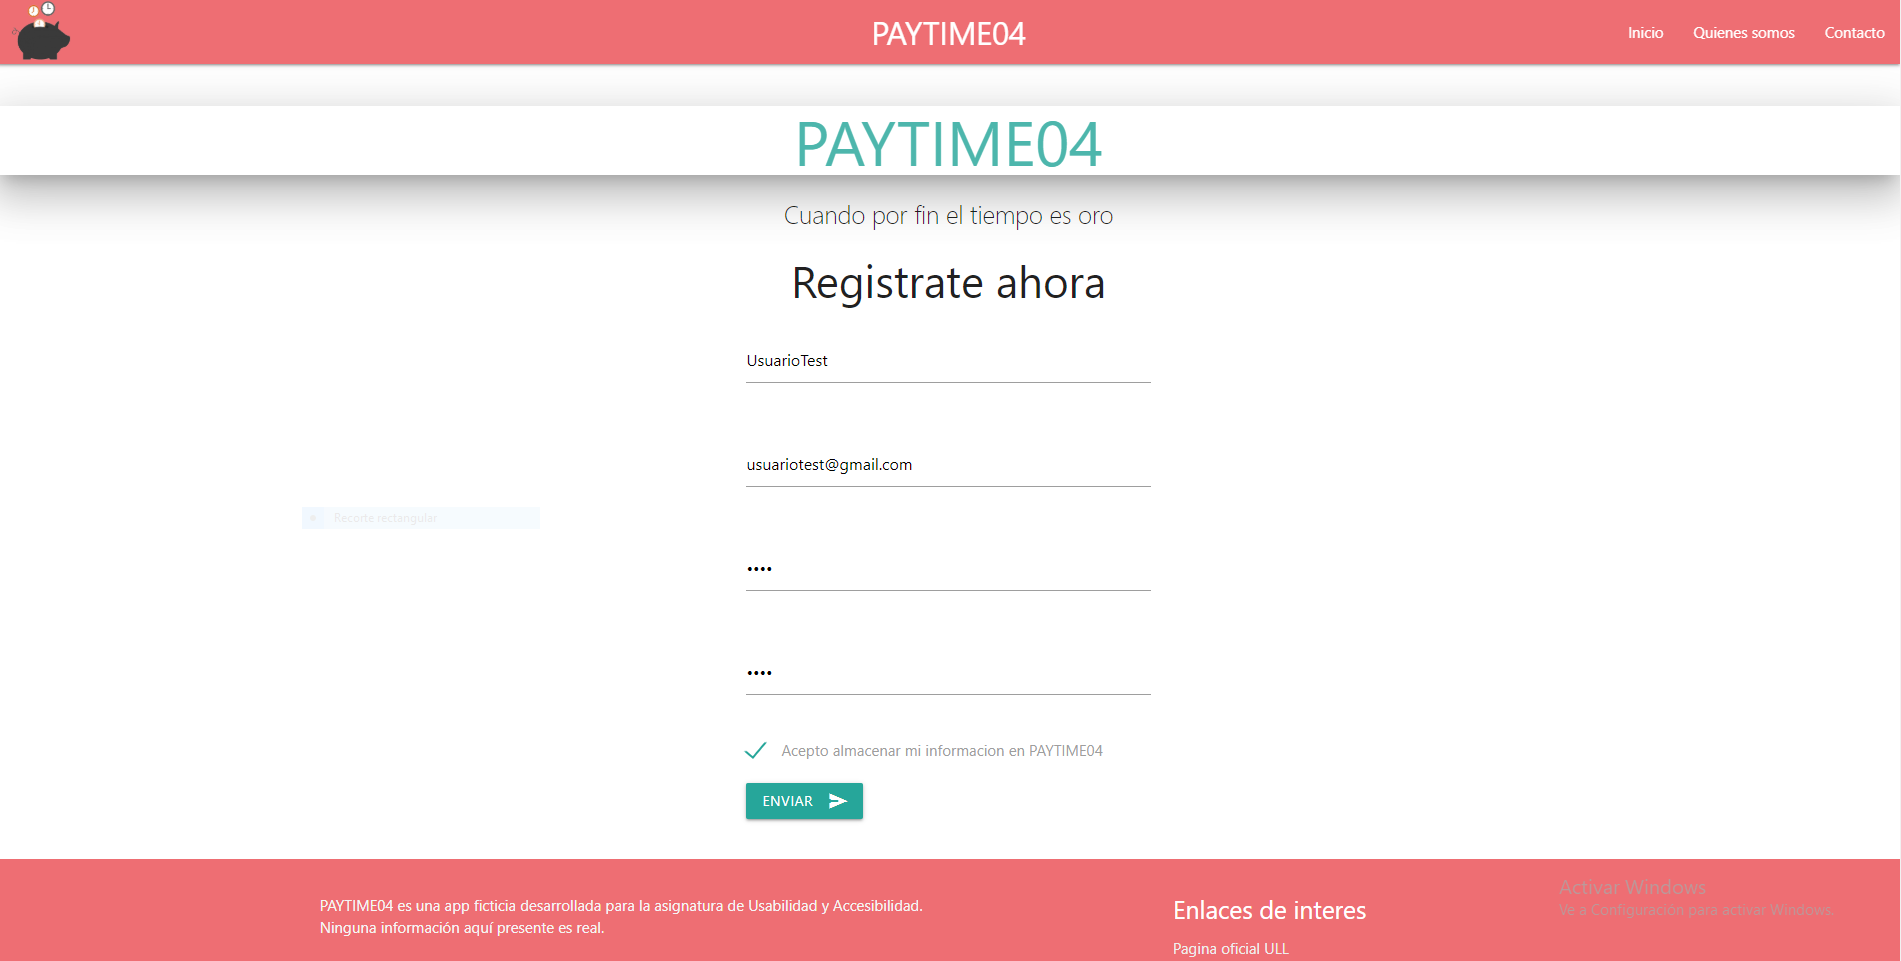 PAYTIME04
Inicio Quienes somos Contacto
PAYTIME04
Cuando por fin el tiempo es oro
Registrate ahora
UsuarioTest
usuariotest@gmail.com
Recorte rectangular
••••
••••
Acepto almacenar mi informacion en PAYTIME04
ENVIAR
PAYTIME04 es una app ficticia desarrollada para la asignatura de Usabilidad y Accesibilidad.
Ninguna información aquí presente es real.
Enlaces de interes
Pagina oficial ULL
Activar Windows
Ve a Configuración para activar Windows.